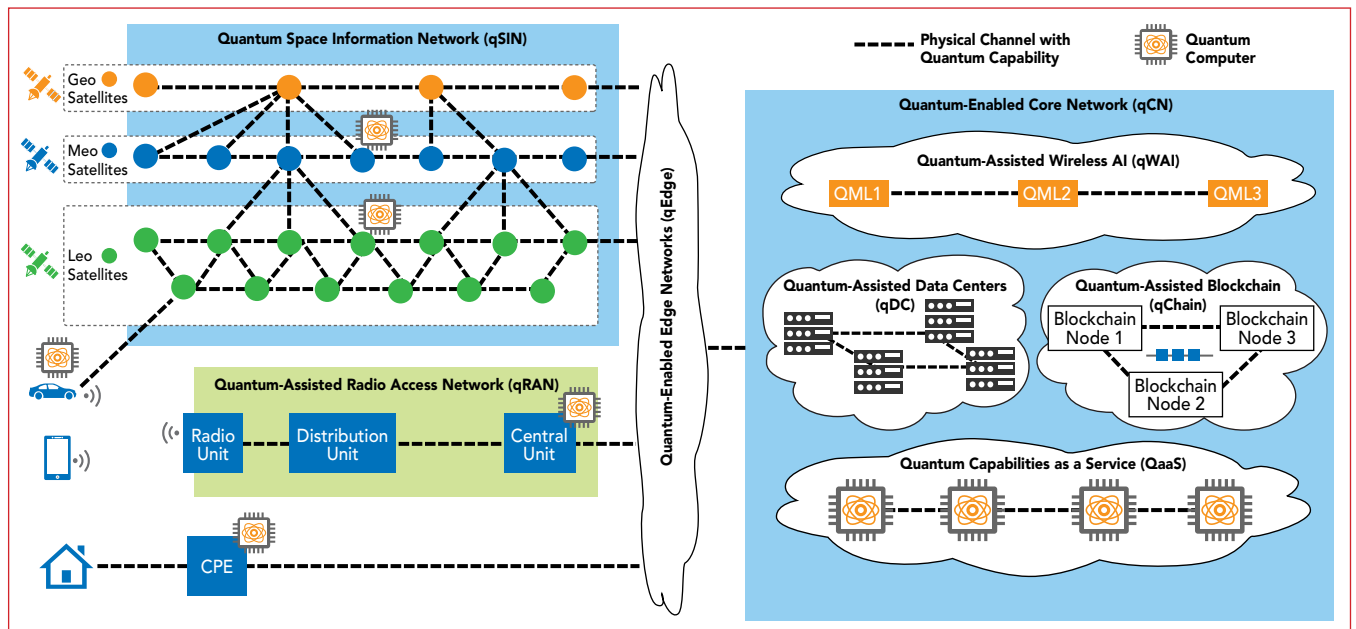 Quantum Space Information Network (qSIN)
Geo
Satellites
Meo
Satellites
Leo
Satellites
Quantum-Assisted Radio Access Network (qRAN)
Radio
Unit
Distribution
Unit
Central
Unit
CPE
Quantum-Enabled Edge Networks (qEdge)
Physical Channel with
Quantum Capability
Quantum
Computer
Quantum-Enabled Core Network (qCN)
Quantum-Assisted Wireless AI (qWAI)
QML1
QML2
QML3
Quantum-Assisted Data Centers
(qDC)
Quantum-Assisted Blockchain
(qChain)
Blockchain
Node 1
Blockchain
Node 3
Blockchain
Node 2
Quantum Capabilities as a Service (QaaS)